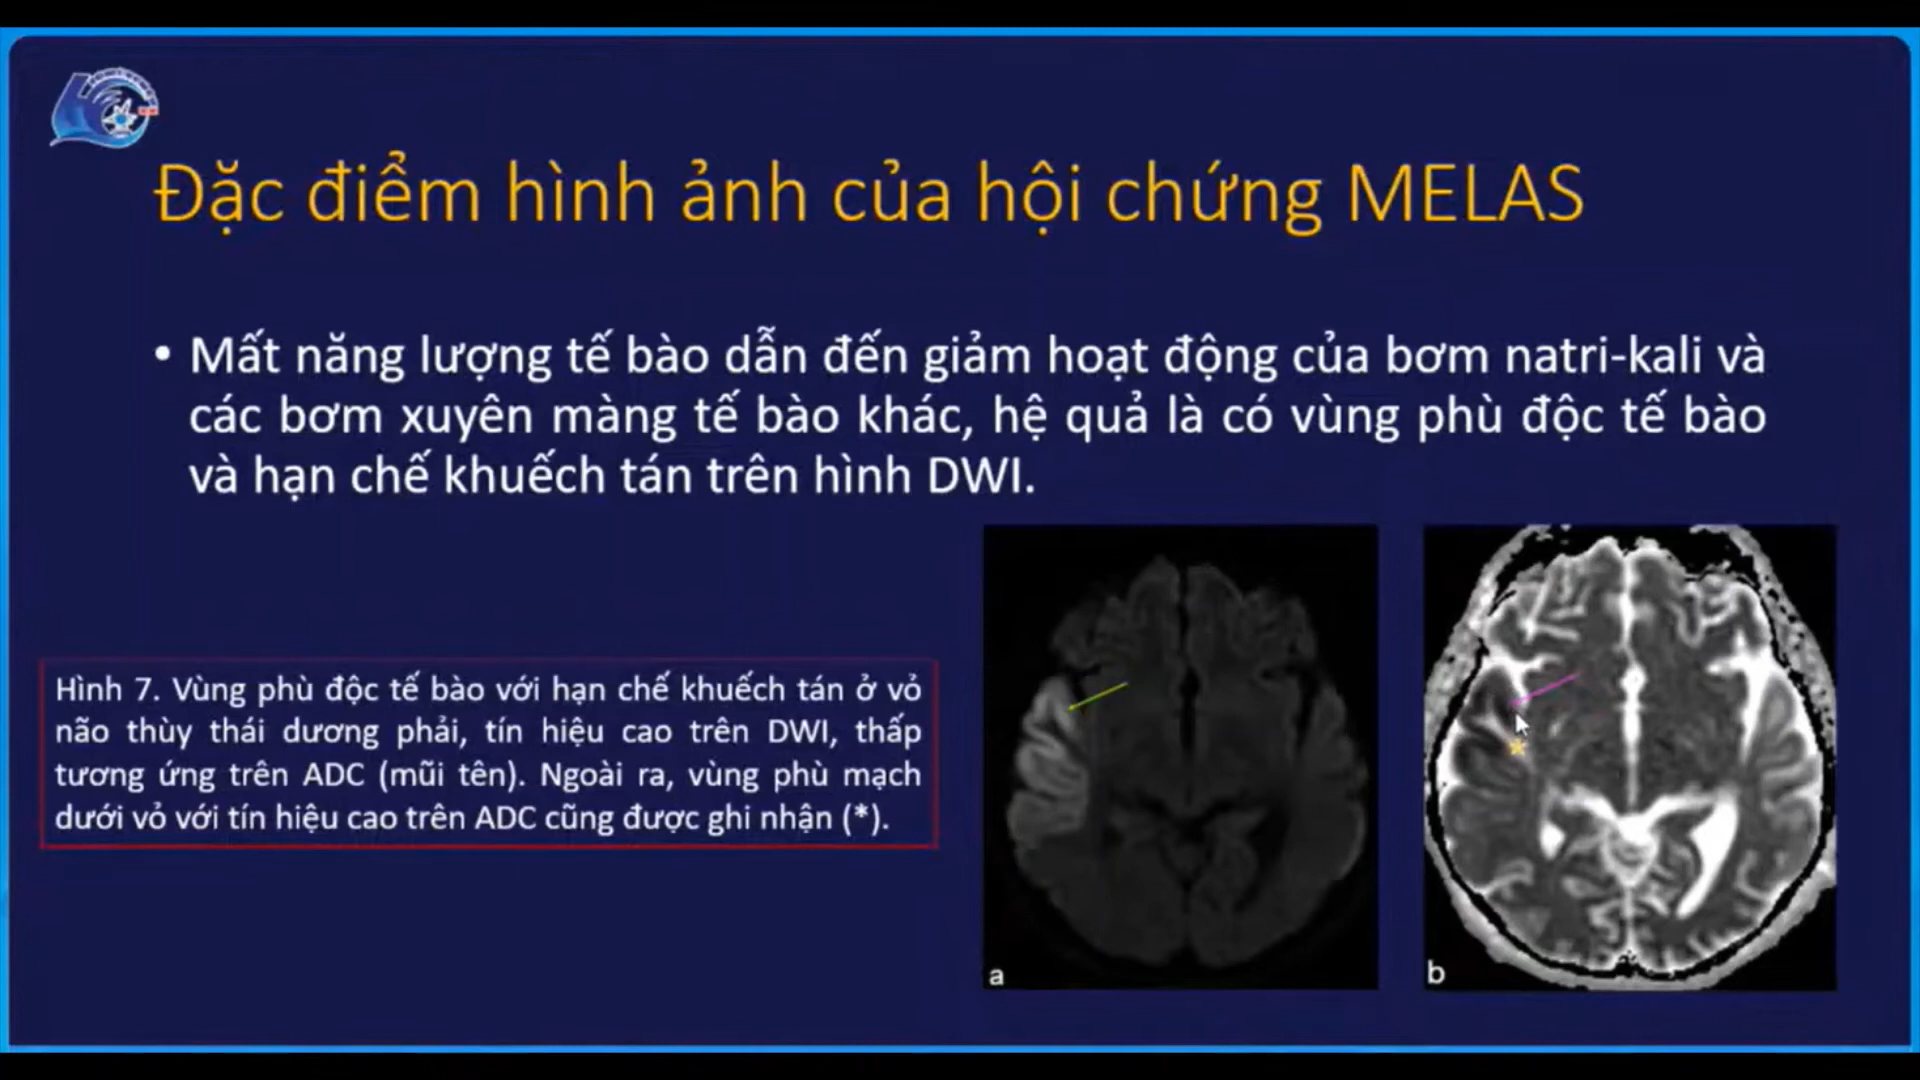 Đặc điểm hình ảnh của hội chứng MELAS
• Mất năng lượng tế bào dẫn đến giảm hoạt động của bơm natri-kali và
các bơm xuyên màng tế bào khác, hệ quả là có vùng phù độc tế bào
và hạn chế khuếch tán trên hình DWI.
Hình 7. Vùng phù độc tế bào với hạn chế khuếch tán ở vỏ
não thùy thái dương phải, tín hiệu cao trên DWI, thấp
tương ứng trên ADC (mũi tên). Ngoài ra, vùng phù mạch
dưới vỏ với tín hiệu cao trên ADC cũng được ghi nhận (*).
a
b